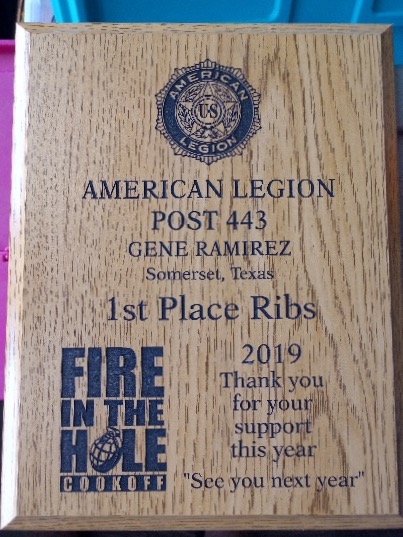 AMERICAN
US
LEGION
AMERICAN LEGION
POST 443
GENE RAMIREZ
Somerset, Texas
1st Place Ribs
FIRE
IN THE
HOLE
COOKOFF
2019
Thank you
for your
support
this year
"See you next year"